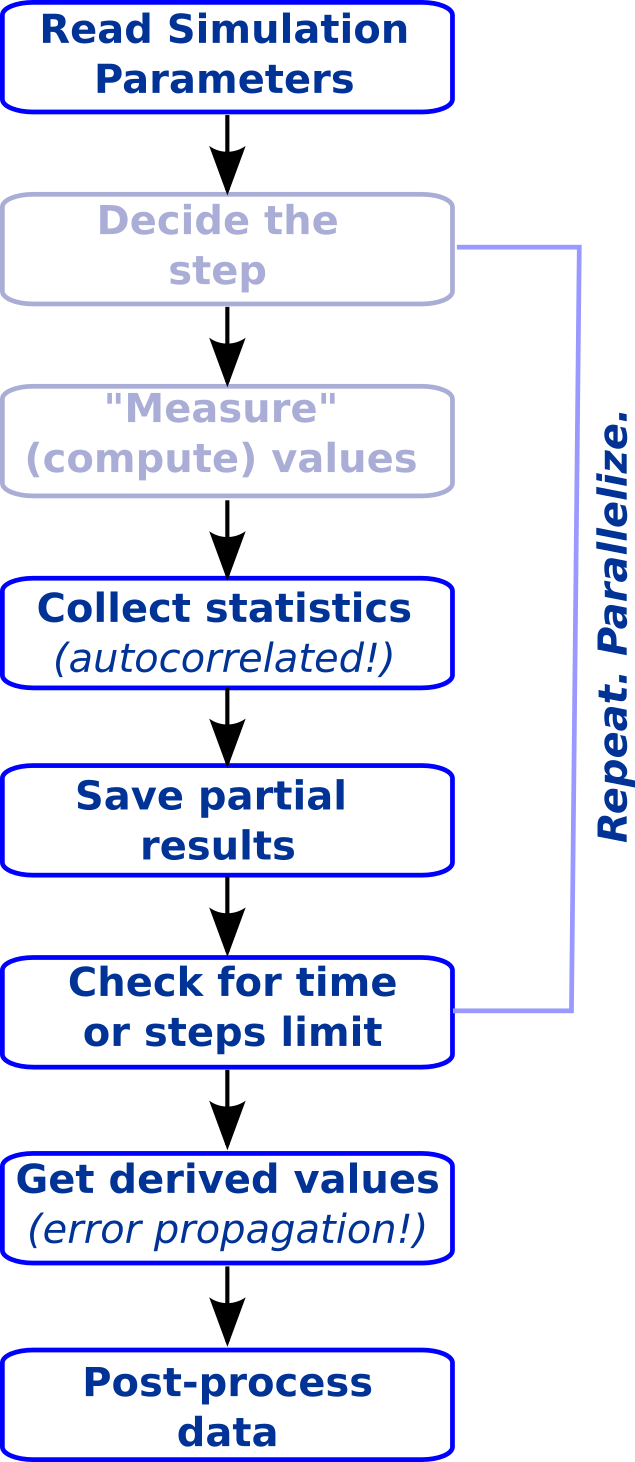 Read Simulation
Parameters
Decide the
step
"Measure"
(compute) values
Collect statistics
(autocorrelated!)
Save partial
results
Check for time
or steps limit
Get derived values
(error propagation!)
Post-process
data
Repeat. Parallelize.